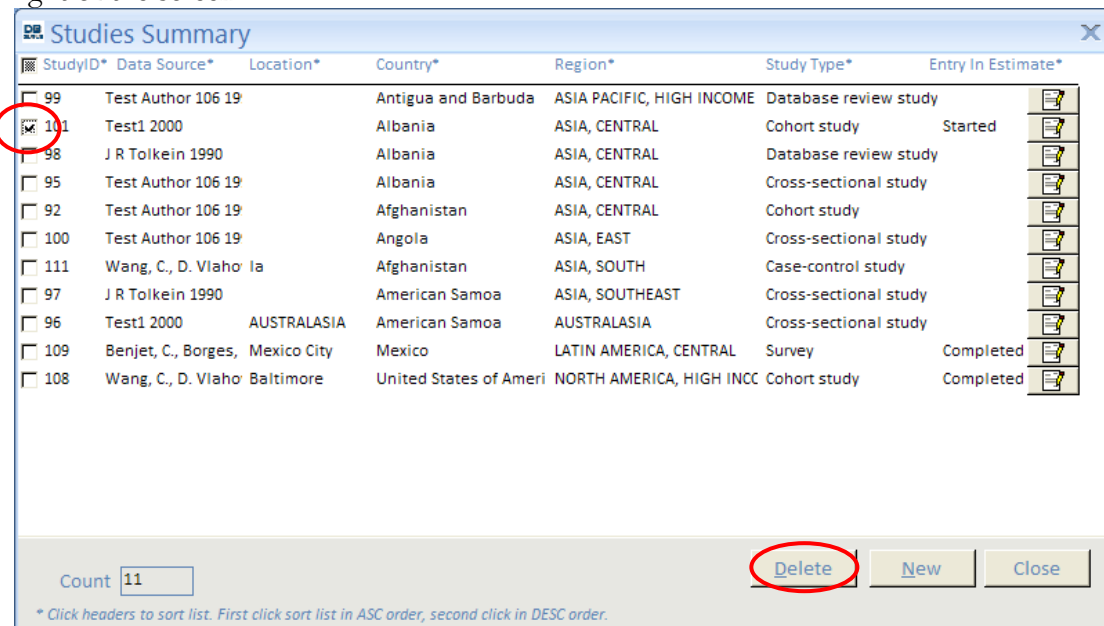 Studies Summary
StudyID* Data Source* Location* Country* Region* Study Type* Entry In Estimate*
99 Test Author 106 19 Antigua and Barbuda ASIA PACIFIC, HIGH INCOME Database review study
101 Test1 2000 Albania ASIA, CENTRAL Cohort study Started
98 J R Tolkein 1990 Albania ASIA, CENTRAL Database review study
95 Test Author 106 19 Albania ASIA, CENTRAL Cross-sectional study
92 Test Author 106 19 Afghanistan ASIA, CENTRAL Cohort study
100 Test Author 106 19 Angola ASIA, EAST Cross-sectional study
111 Wang, C., D. Vlaho la Afghanistan ASIA, SOUTH Case-control study
97 J R Tolkein 1990 American Samoa ASIA, SOUTHEAST Cross-sectional study
96 Test1 2000 AUSTRALASIA American Samoa AUSTRALASIA Cross-sectional study
109 Benjet, C., Borges, Mexico City Mexico LATIN AMERICA, CENTRAL Survey Completed
108 Wang, C., D. Vlaho Baltimore United States of Ameri NORTH AMERICA, HIGH INCC Cohort study Completed
Delete New Close
Count 11
* Click headers to sort list. First click sort list in ASC order, second click in DESC order.